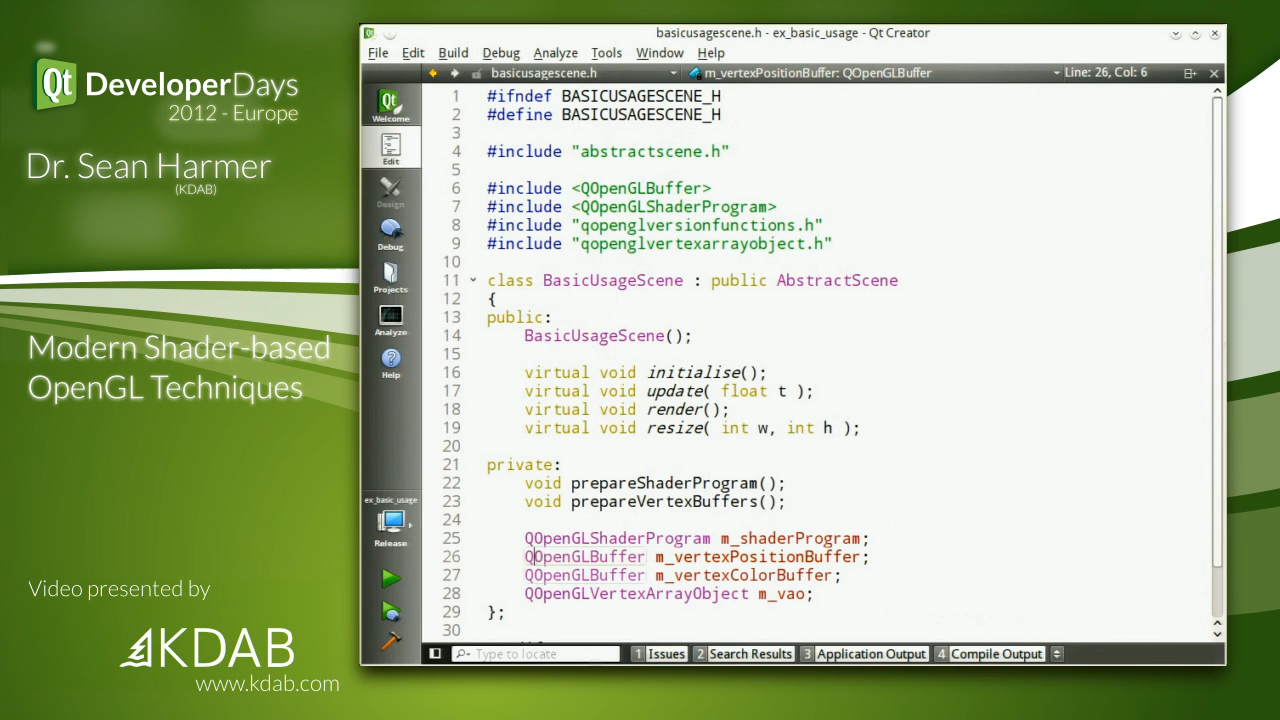 Qt DeveloperDays
2012 - Europe
Dr. Sean Harmer
(KDAB)
Modern Shader-based
OpenGL Techniques
Video presented by
KDAB
www.kdab.com
basicusagescene.h - ex_basic_usage - Qt Creator
File Edit Build Debug Analyze Tools Window Help
basicusagescene.h m_vertexPositionBuffer: QOpenGLBuffer Line: 26, Col: 6
Qt
Welcome
Edit
Design
Debug
Projects
Analyze
Help
ex_basic_usage
Release
1 #ifndef BASICUSAGESCENE_H
2 #define BASICUSAGESCENE_H
3
4 #include "abstractscene.h"
5
6 #include <QOpenGLBuffer>
7 #include <QOpenGLShaderProgram>
8 #include "qopenglversionfunctions.h"
9 #include "qopenglvertexarrayobject.h"
10
11 class BasicUsageScene : public AbstractScene
12 {
13 public:
14 BasicUsageScene();
15
16 virtual void initialise();
17 virtual void update( float t );
18 virtual void render();
19 virtual void resize( int w, int h );
20
21 private:
22 void prepareShaderProgram();
23 void prepareVertexBuffers();
24
25 QOpenGLShaderProgram m_shaderProgram;
26 QOpenGLBuffer m_vertexPositionBuffer;
27 QOpenGLBuffer m_vertexColorBuffer;
28 QOpenGLVertexArrayObject m_vao;
29 };
30
Type to locate 1 Issues 2 Search Results 3 Application Output 4 Compile Output